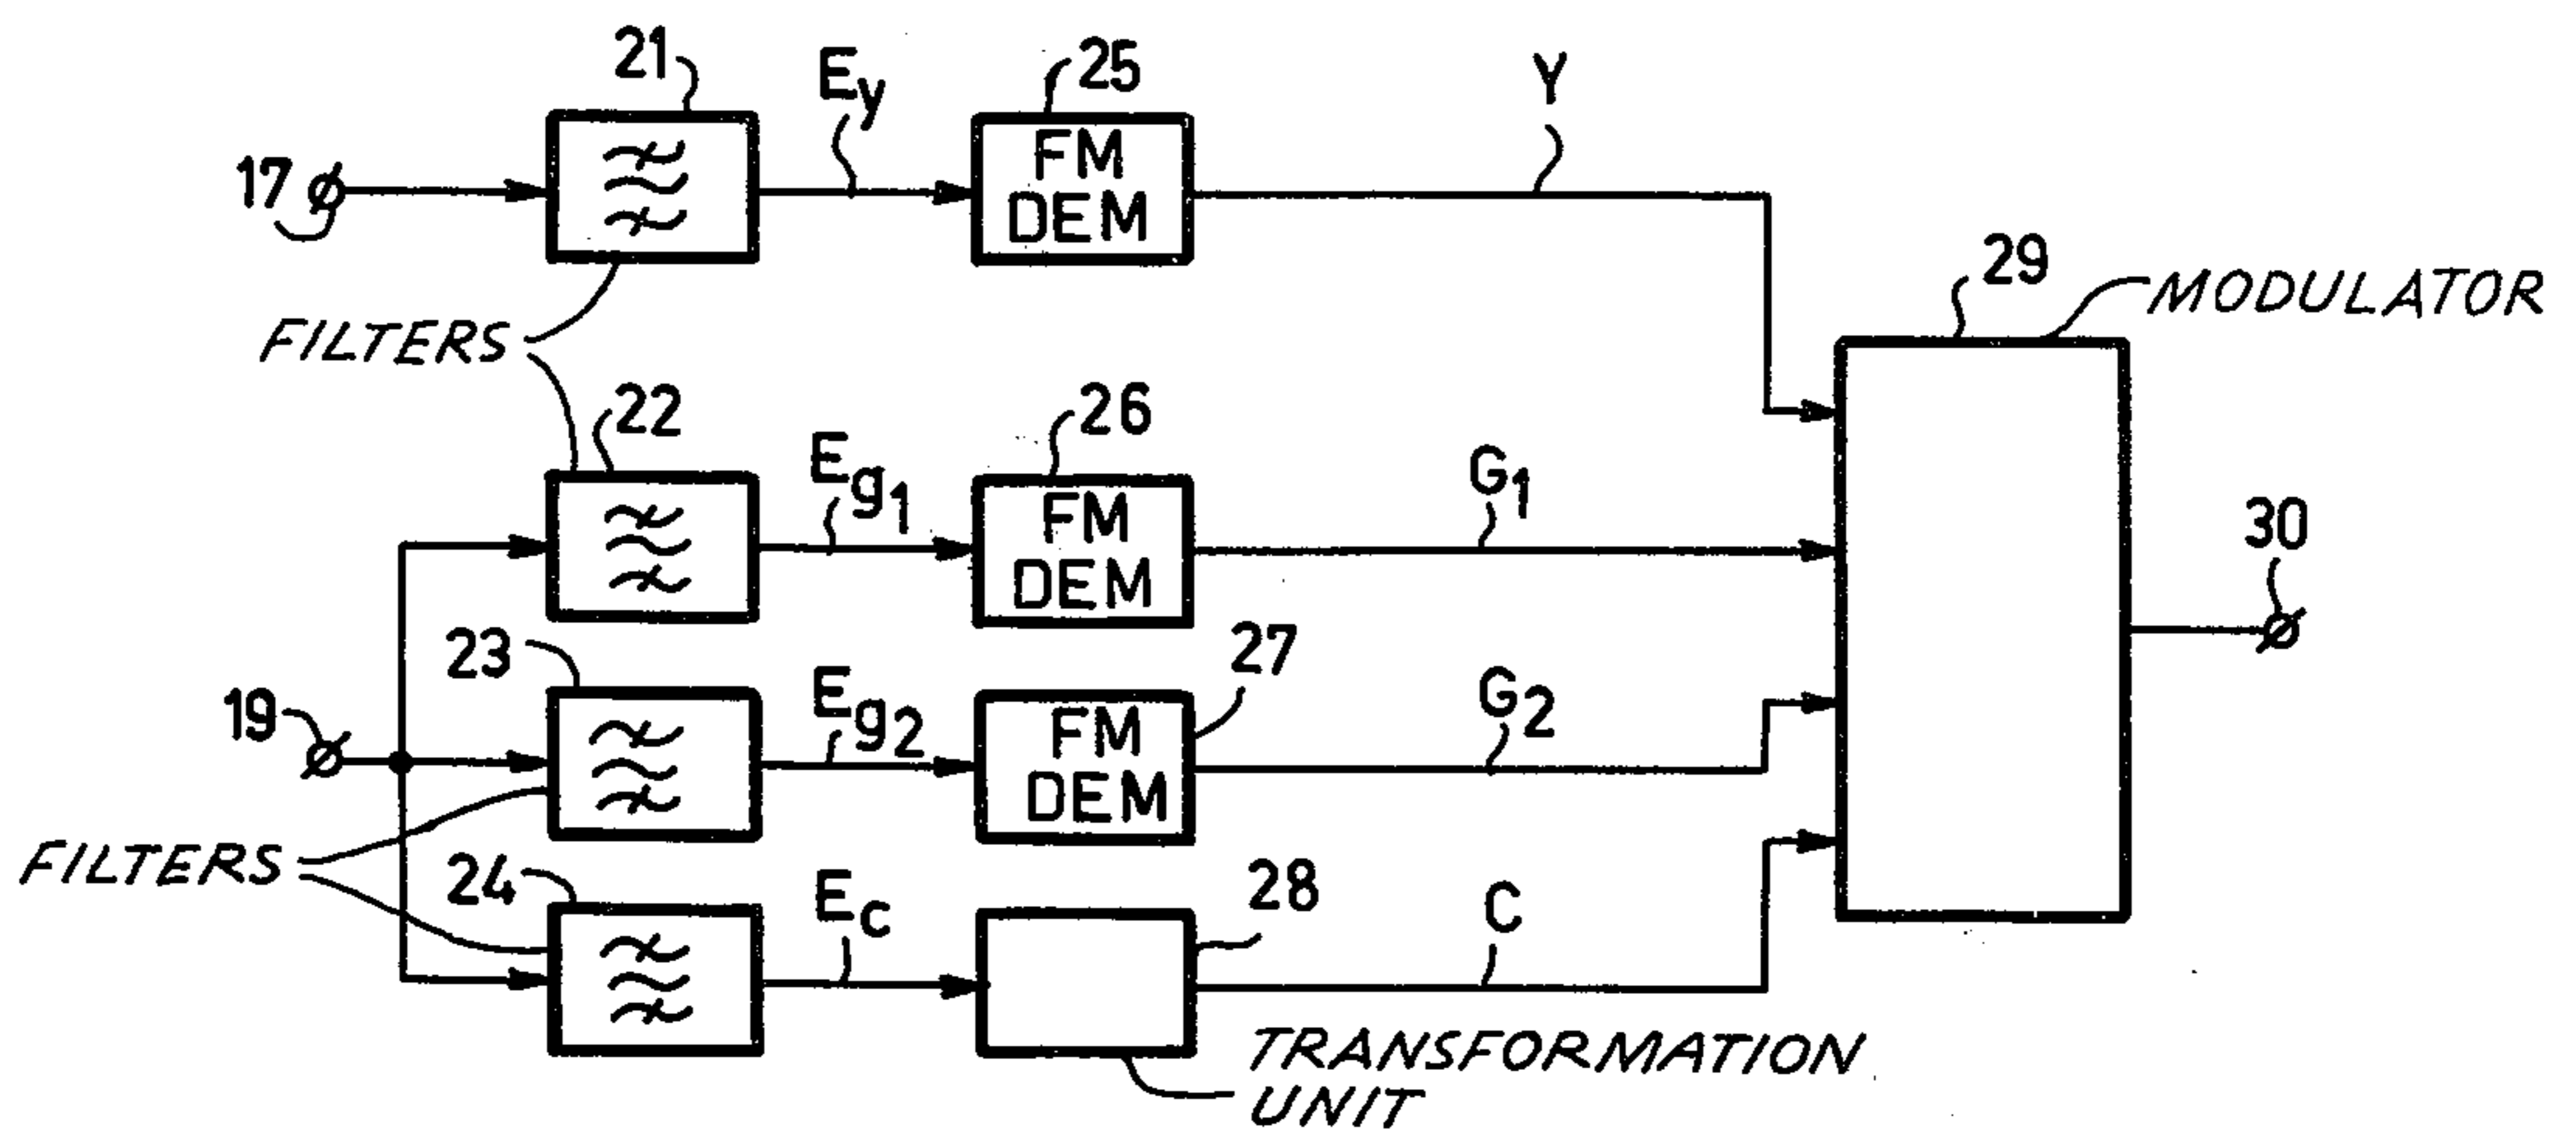 21
Ey
25
Y
17
FM
DEM
29
MODULATOR
FILTERS
22
Eg1
26
G1
FM
DEM
30
23
Eg2
27
G2
19
FM
DEM
FILTERS
24
Ec
28
C
TRANSFORMATION
UNIT